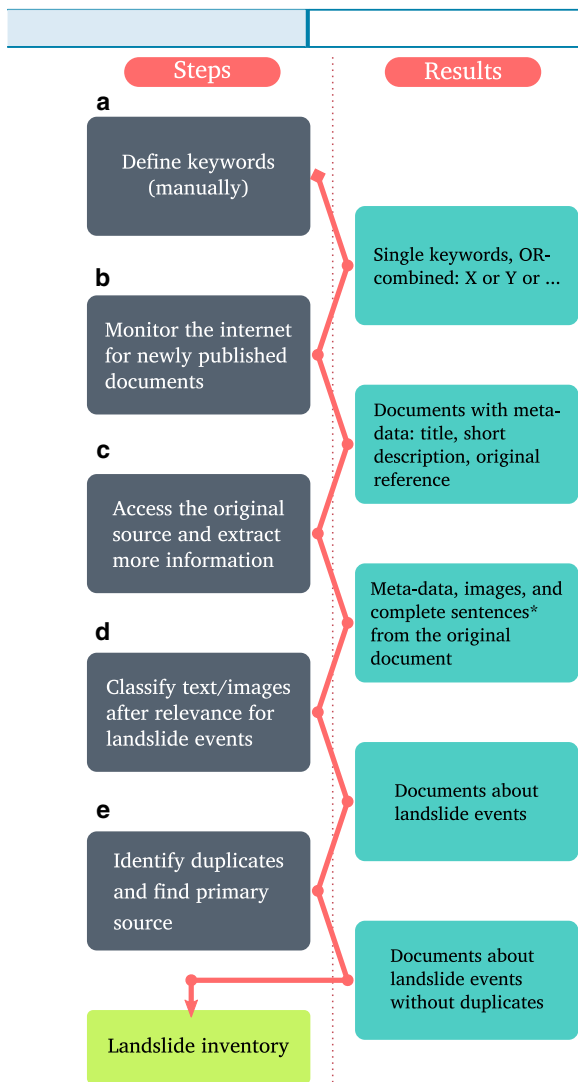 Steps
Results
a
Define keywords
(manually)
Single keywords, OR-
combined: X or Y or ...
b
Monitor the internet
for newly published
documents
Documents with meta-
data: title, short
description, original
reference
c
Access the original
source and extract
more information
Meta-data, images, and
complete sentences*
from the original
document
d
Classify text/images
after relevance for
landslide events
Documents about
landslide events
e
Identify duplicates
and find primary
source
Documents about
landslide events
without duplicates
Landslide inventory